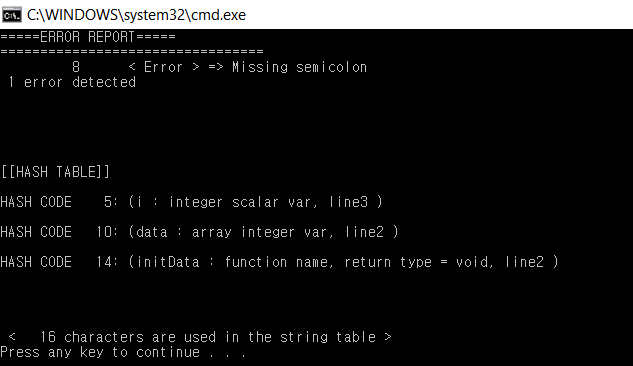 C:\WINDOWS\system32\cmd.exe
=====ERROR REPORT=====
=================================
8 < Error > => Missing semicolon
1 error detected
[[HASH TABLE]]
HASH CODE 5: (i : integer scalar var, line3 )
HASH CODE 10: (data : array integer var, line2 )
HASH CODE 14: (initData : function name, return type = void, line2 )
< 16 characters are used in the string table >
Press any key to continue . . .